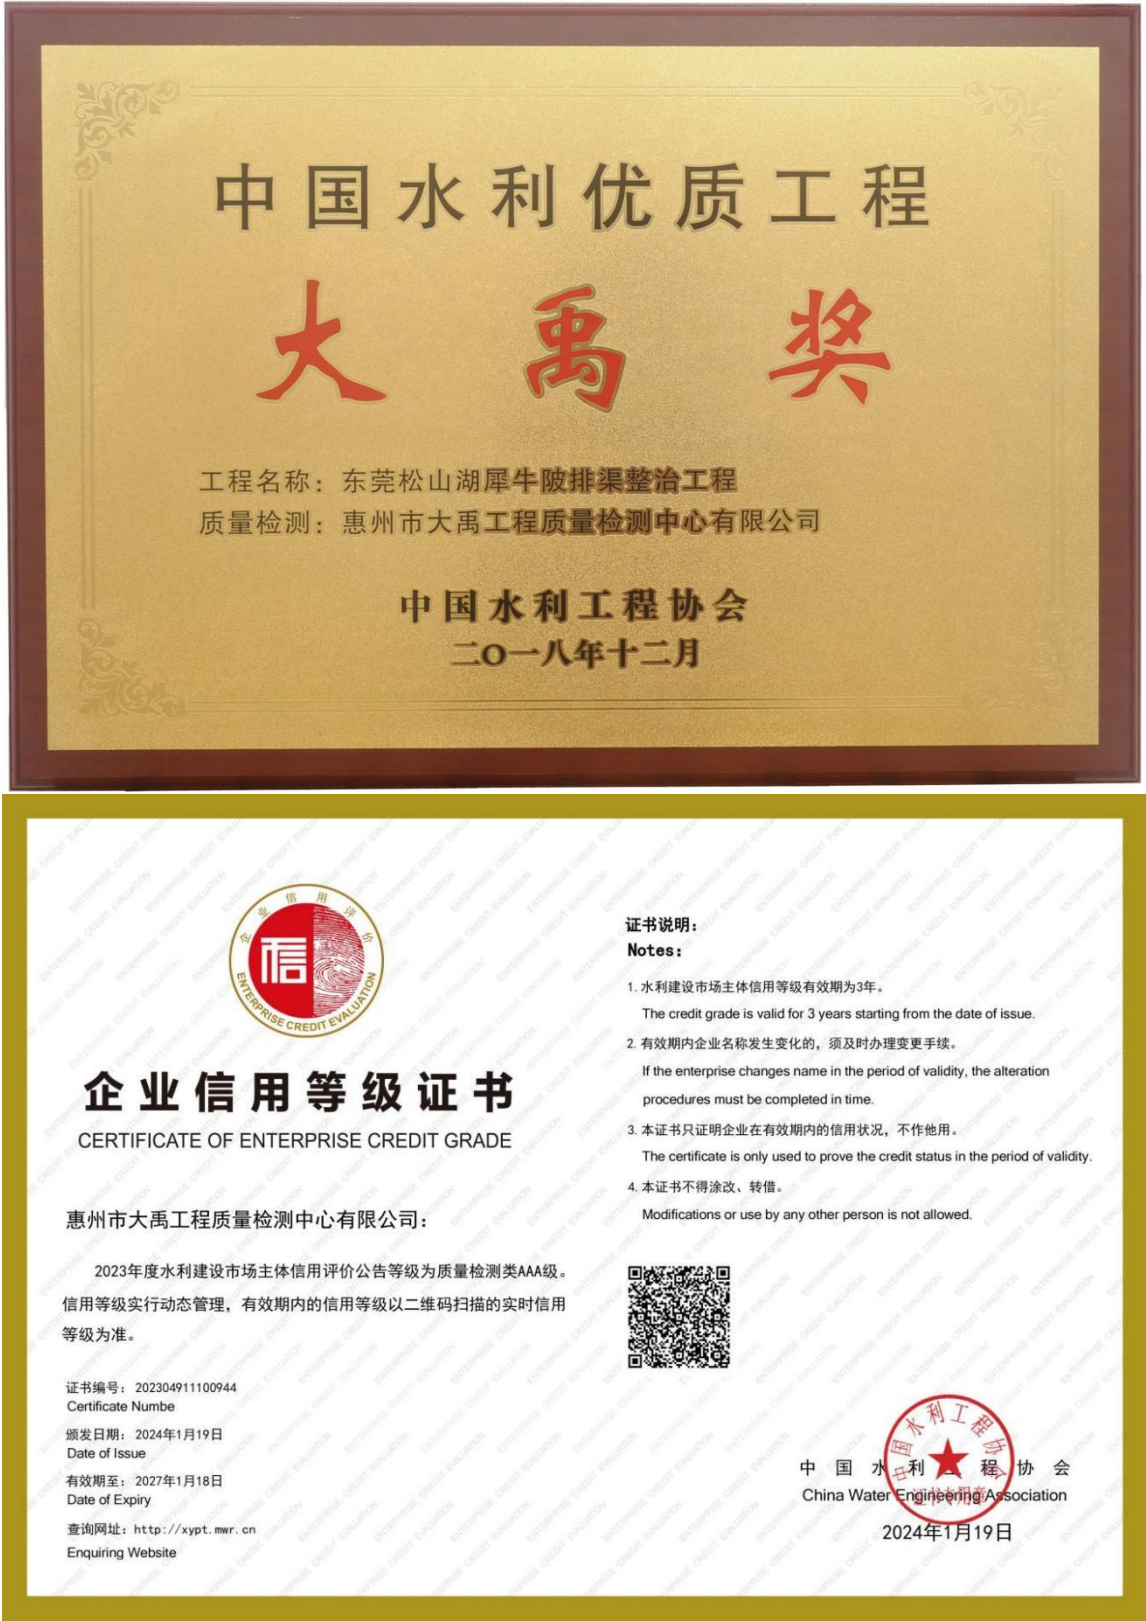 中国水利优质工程
大禹奖
工程名称：东莞松山湖犀牛陂排渠整治工程
质量检测：惠州市大禹工程质量检测中心有限公司
中国水利工程协会
二〇一八年十二月
企业信用评价
信
ENTERPRISE CREDIT EVALUATION
企业信用等级证书
CERTIFICATE OF ENTERPRISE CREDIT GRADE
惠州市大禹工程质量检测中心有限公司：
2023年度水利建设市场主体信用评价公告等级为质量检测类AAA级。
信用等级实行动态管理，有效期内的信用等级以二维码扫描的实时信用
等级为准。
证书编号：202304911100944
Certificate Numbe
颁发日期：2024年1月19日
Date of Issue
有效期至：2027年1月18日
Date of Expiry
查询网址：http://xypt.mwr.cn
Enquiring Website
证书说明：
Notes：
1. 水利建设市场主体信用等级有效期为3年。
The credit grade is valid for 3 years starting from the date of issue.
2. 有效期内企业名称发生变化的，须及时办理变更手续。
If the enterprise changes name in the period of validity, the alteration
procedures must be completed in time.
3. 本证书只证明企业在有效期内的信用状况，不作他用。
The certificate is only used to prove the credit status in the period of validity.
4. 本证书不得涂改、转借。
Modifications or use by any other person is not allowed.
中国水利工程协会
证书专用章
中国水利工程协会
China Water Engineering Association
2024年1月19日